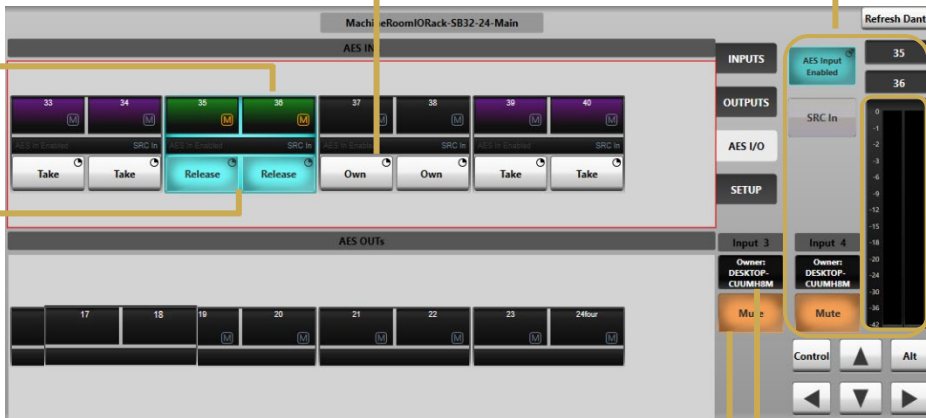 MachineRoomIORack-SB32-24-Main
Refresh Dant
AES IN
33 34 35 36 37 38 39 40
M M M M M M M M
AES In Enabled SRC In AES In Enabled SRC In AES In Enabled SRC In AES In Enabled SRC In
Take Take Release Release Own Own Take Take
AES OUTs
17 18 19 20 21 22 23 24four
M M M M M M
INPUTS
OUTPUTS
AES I/O
SETUP
AES Input
Enabled
SRC In
35
36
0
-1
-2
-3
-6
-9
-12
-15
-18
-20
-24
-30
-36
-42
Input 3 Input 4
Owner: Owner:
DESKTOP- DESKTOP-
CUUMH8M CUUMH8M
Mute Mute
Control Alt